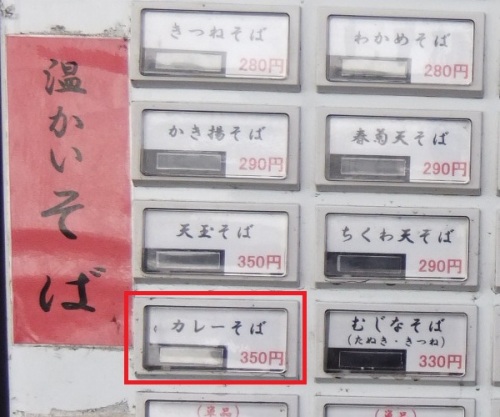 温かいそば
きつねそば
280円
わかめそば
280円
かき揚そば
290円
春菊天そば
290円
天玉そば
350円
ちくわ天そば
290円
カレーそば
350円
むじなそば
(たぬき・きつね)
330円
(単品)
(単品)